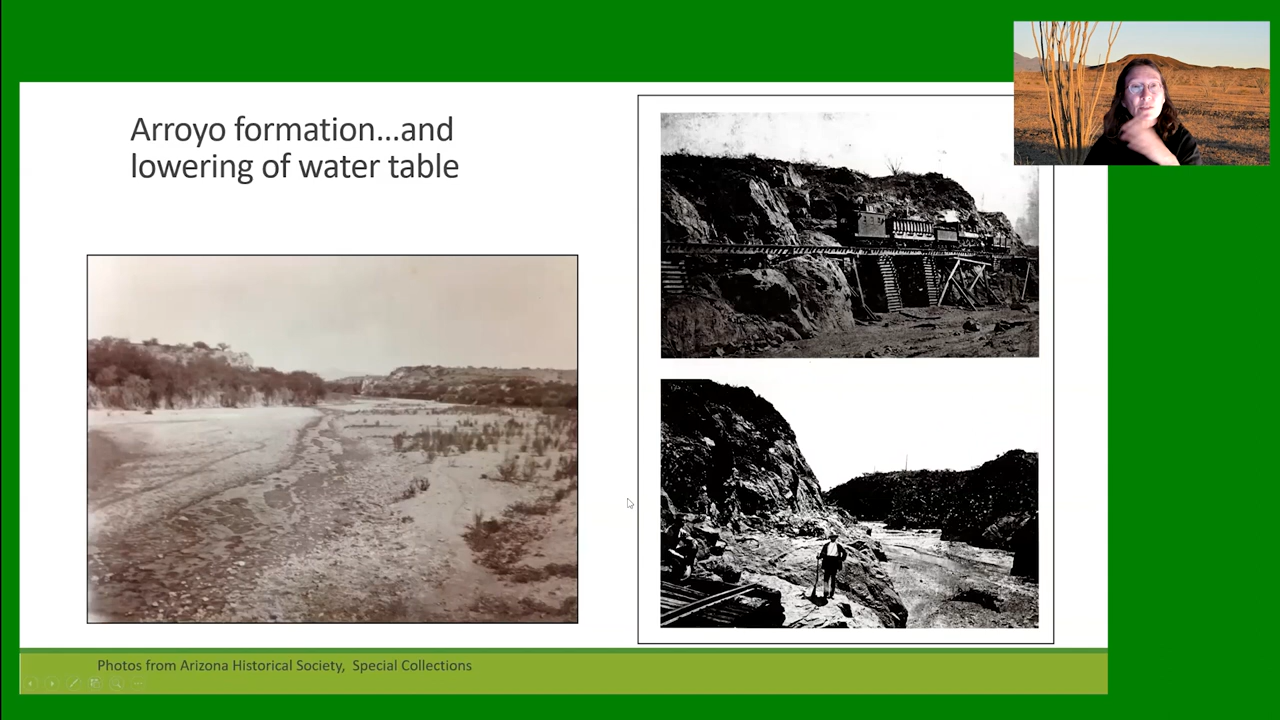 Arroyo formation...and
lowering of water table
Photos from Arizona Historical Society, Special Collections